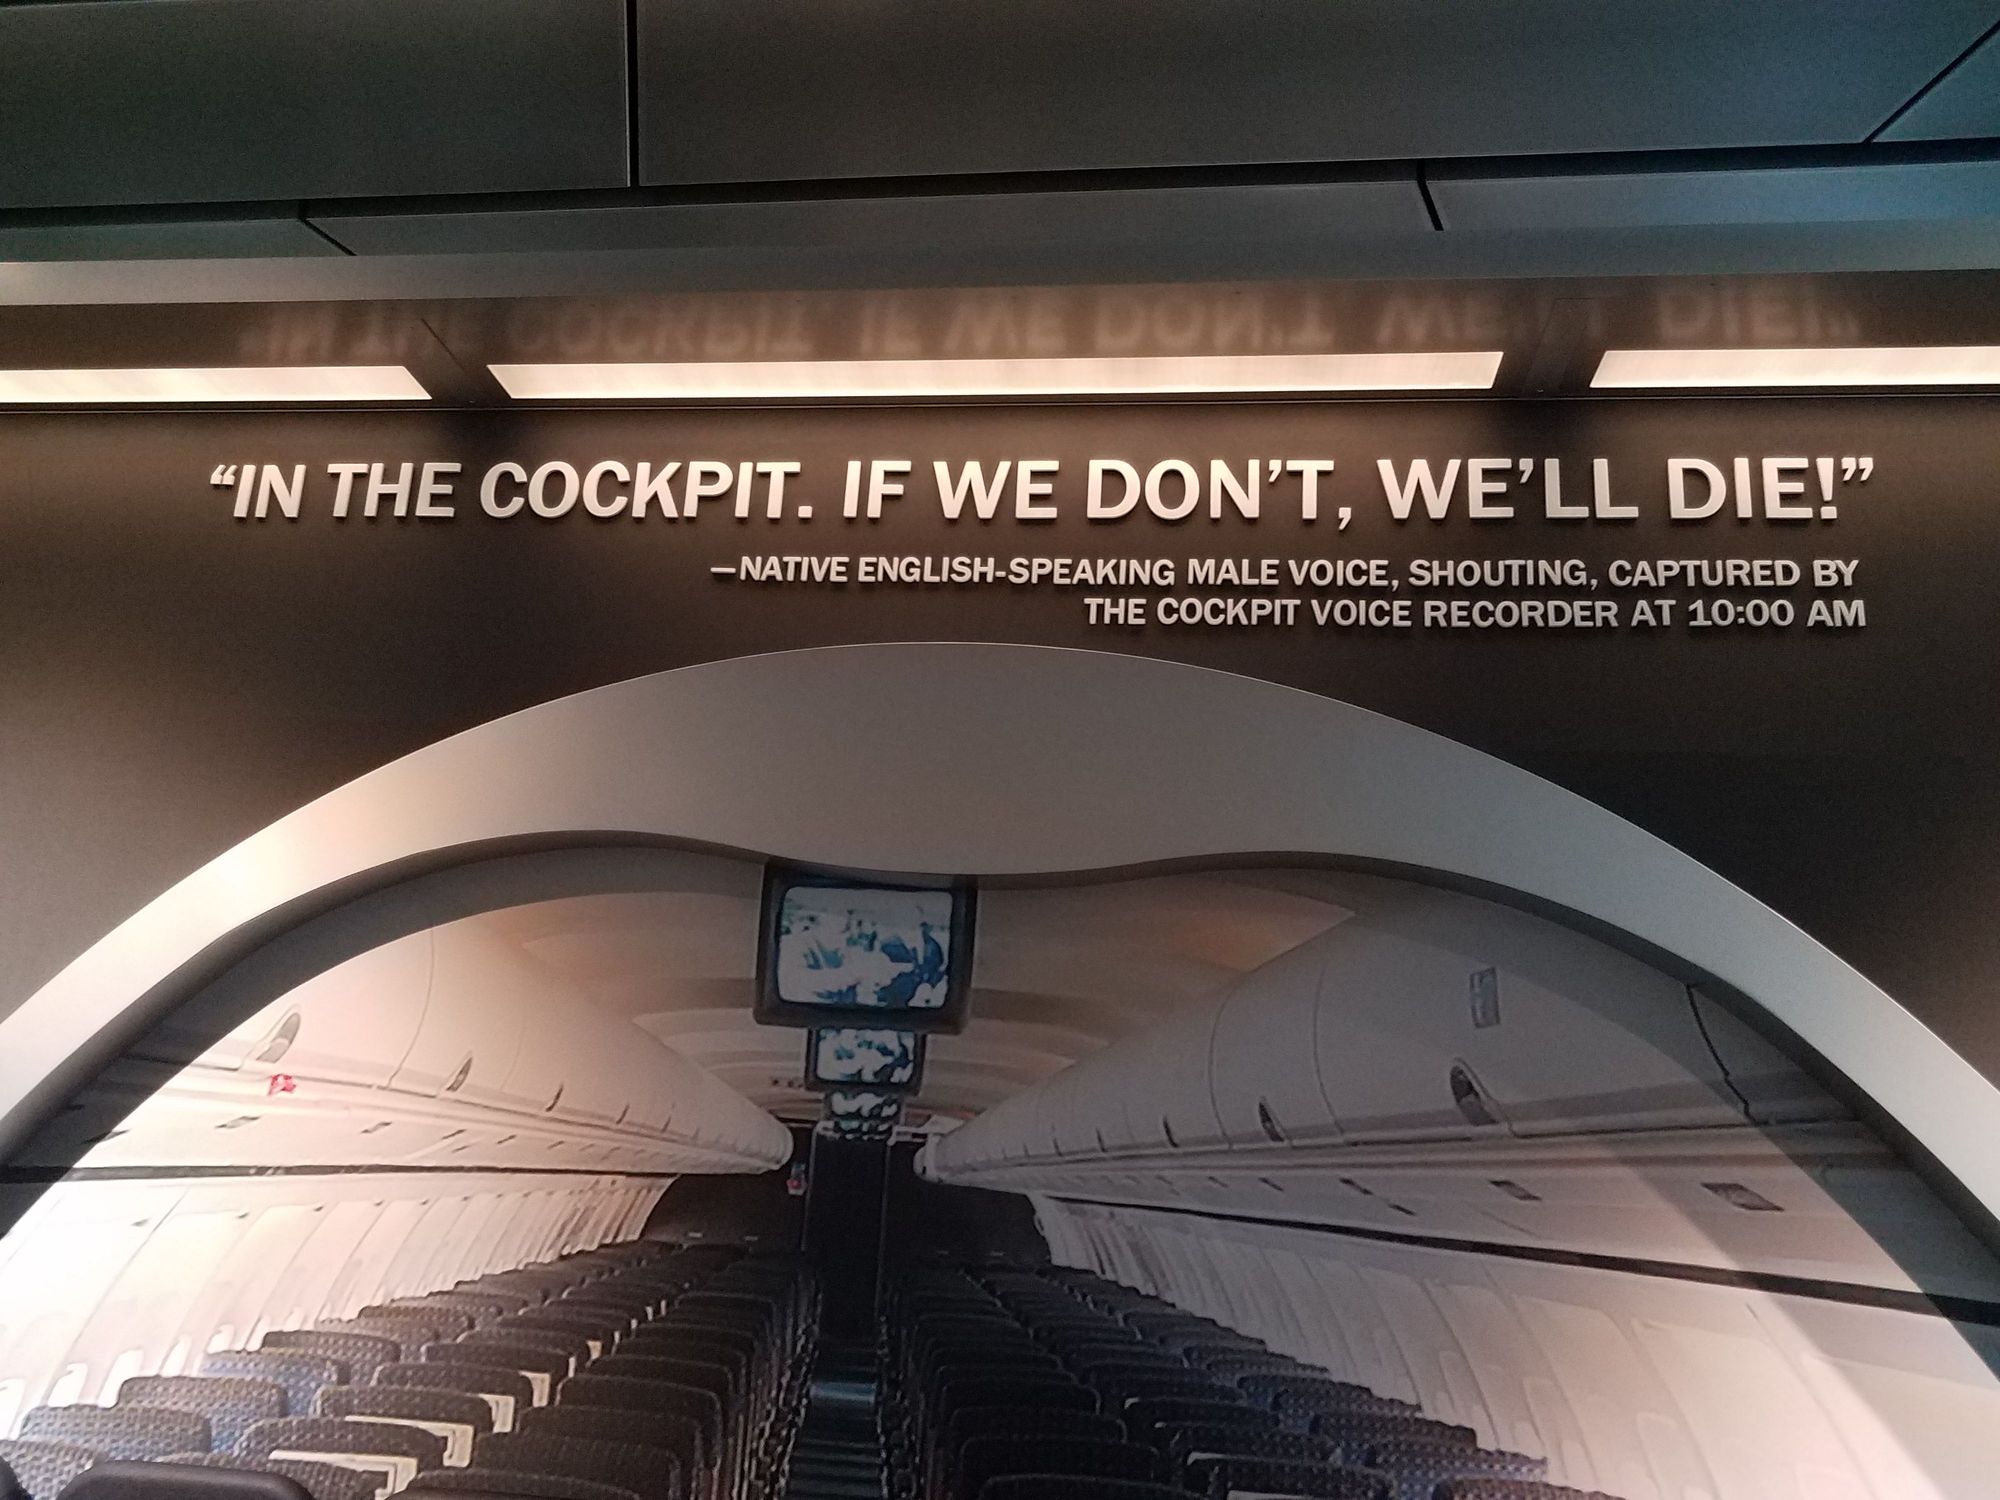 “IN THE COCKPIT. IF WE DON’T, WE’LL DIE!”
—NATIVE ENGLISH-SPEAKING MALE VOICE, SHOUTING, CAPTURED BY
THE COCKPIT VOICE RECORDER AT 10:00 AM